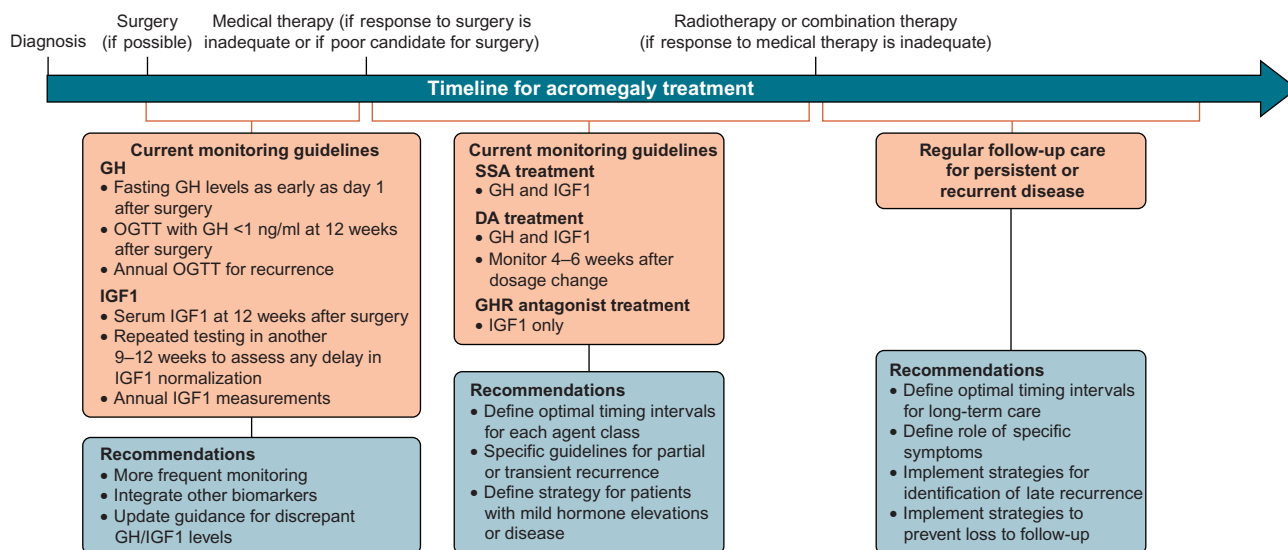 Diagnosis
Surgery
(if possible)
Medical therapy (if response to surgery is
inadequate or if poor candidate for surgery)
Radiotherapy or combination therapy
(if response to medical therapy is inadequate)
Timeline for acromegaly treatment
Current monitoring guidelines
GH
• Fasting GH levels as early as day 1
after surgery
• OGTT with GH <1 ng/ml at 12 weeks
after surgery
• Annual OGTT for recurrence
IGF1
• Serum IGF1 at 12 weeks after surgery
• Repeated testing in another
9–12 weeks to assess any delay in
IGF1 normalization
• Annual IGF1 measurements
Recommendations
• More frequent monitoring
• Integrate other biomarkers
• Update guidance for discrepant
GH/IGF1 levels
Current monitoring guidelines
SSA treatment
• GH and IGF1
DA treatment
• GH and IGF1
• Monitor 4–6 weeks after
dosage change
GHR antagonist treatment
• IGF1 only
Recommendations
• Define optimal timing intervals
for each agent class
• Specific guidelines for partial
or transient recurrence
• Define strategy for patients
with mild hormone elevations
or disease
Regular follow-up care
for persistent or
recurrent disease
Recommendations
• Define optimal timing intervals
for long-term care
• Define role of specific
symptoms
• Implement strategies for
identification of late recurrence
• Implement strategies to
prevent loss to follow-up